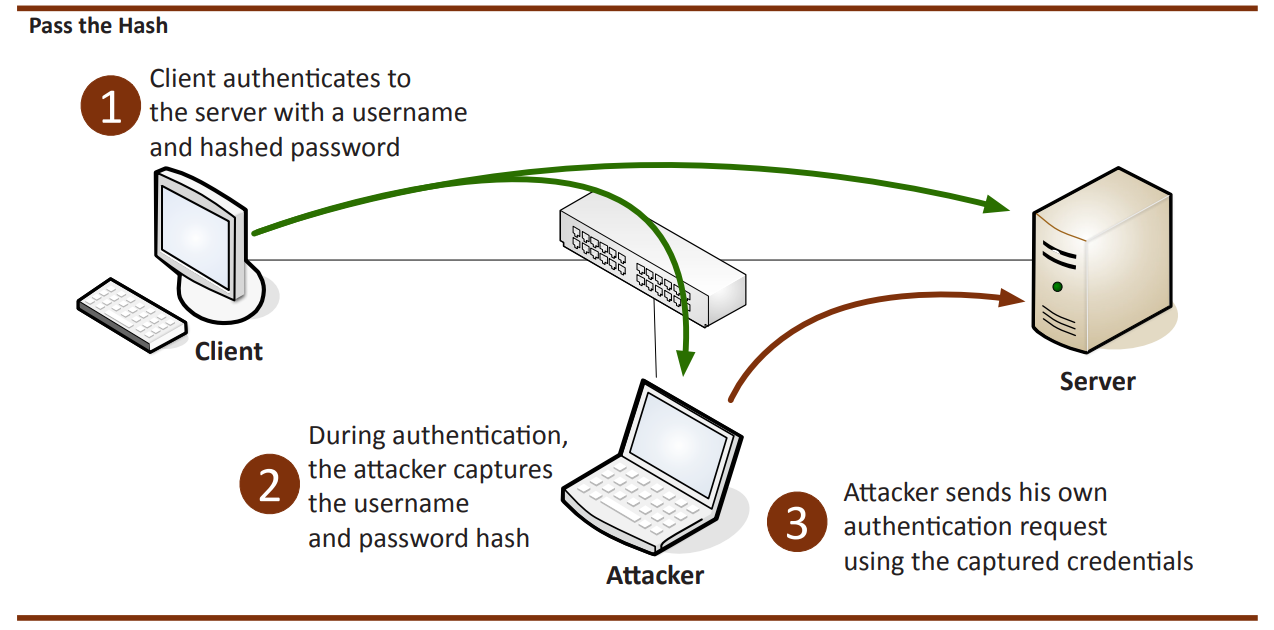 Pass the Hash
1
Client authenticates to
the server with a username
and hashed password
Client
Server
2
During authentication,
the attacker captures
the username
and password hash
Attacker
3
Attacker sends his own
authentication request
using the captured credentials